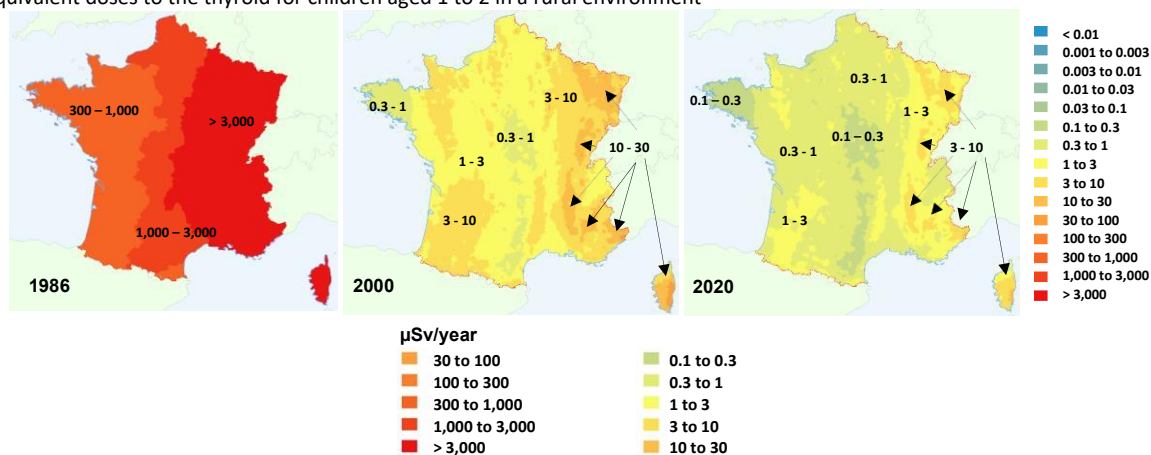 quivalent doses to the thyroid for children aged 1 to 2 in a rural environment
300 – 1,000
> 3,000
1,000 – 3,000
1986
0.3 - 1
3 - 10
0.3 - 1
10 - 30
1 - 3
3 - 10
2000
0.3 - 1
0.1 – 0.3
1 - 3
0.1 – 0.3
0.3 - 1
3 - 10
1 - 3
2020
< 0.01
0.001 to 0.003
0.003 to 0.01
0.01 to 0.03
0.03 to 0.1
0.1 to 0.3
0.3 to 1
1 to 3
3 to 10
10 to 30
30 to 100
100 to 300
300 to 1,000
1,000 to 3,000
> 3,000
µSv/year
30 to 100
100 to 300
300 to 1,000
1,000 to 3,000
> 3,000
0.1 to 0.3
0.3 to 1
1 to 3
3 to 10
10 to 30